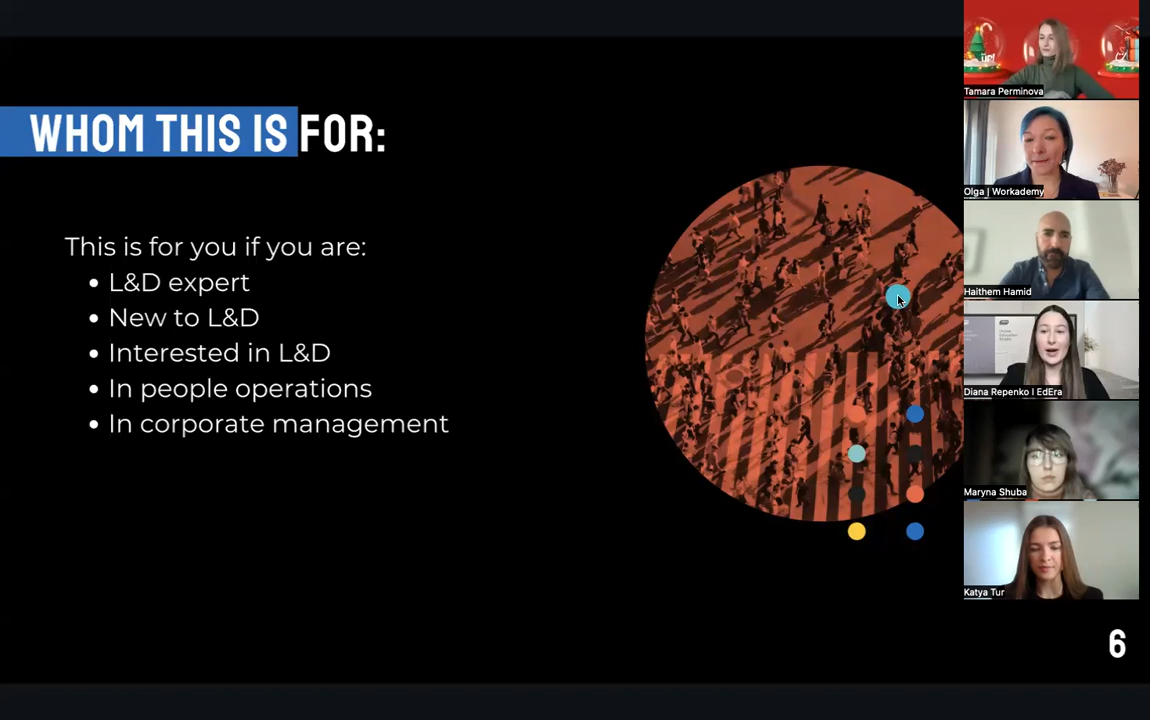 WHOM THIS IS FOR:
This is for you if you are:
• L&D expert
• New to L&D
• Interested in L&D
• In people operations
• In corporate management
6
Tamara Perminova
Olga | Workademy
Haithem Hamid
Diana Repenko I EdEra
Maryna Shuba
Katya Tur